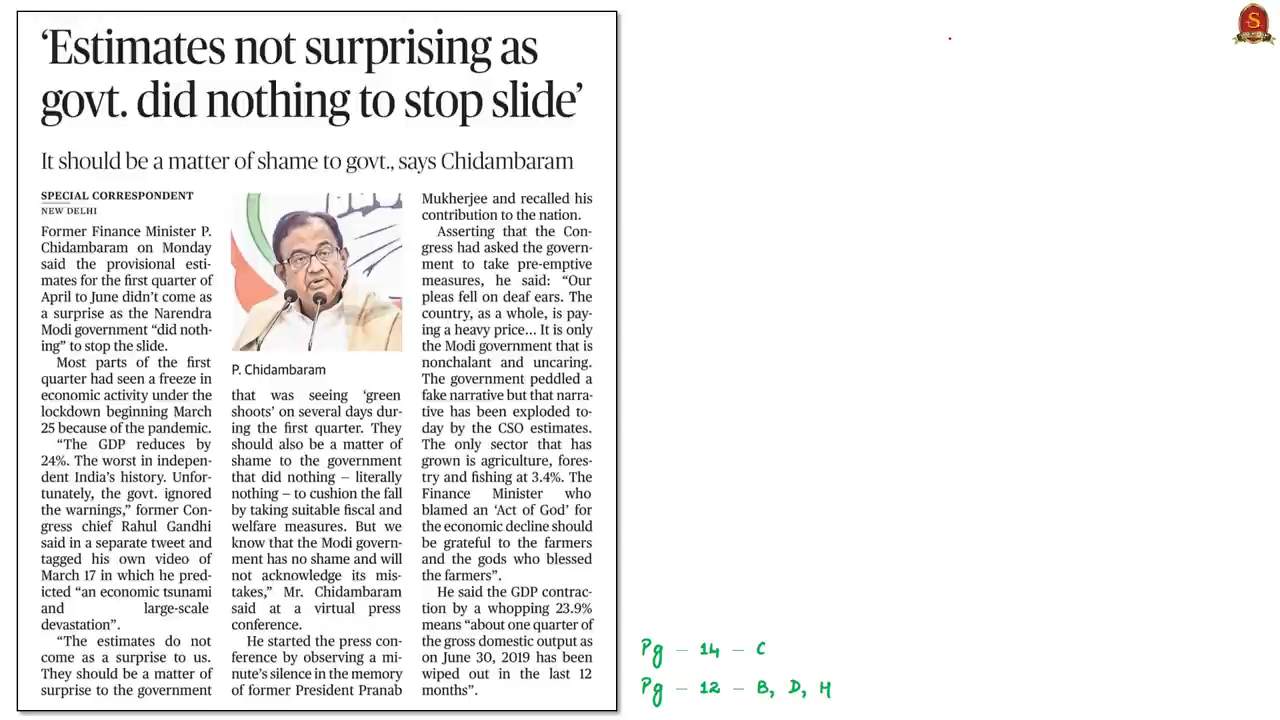 ‘Estimates not surprising as
govt. did nothing to stop slide’
It should be a matter of shame to govt., says Chidambaram
SPECIAL CORRESPONDENT
NEW DELHI
Former Finance Minister P.
Chidambaram on Monday
said the provisional esti-
mates for the first quarter of
April to June didn’t come as
a surprise as the Narendra
Modi government “did noth-
ing” to stop the slide.
Most parts of the first
quarter had seen a freeze in
economic activity under the
lockdown beginning March
25 because of the pandemic.
“The GDP reduces by
24%. The worst in indepen-
dent India’s history. Unfor-
tunately, the govt. ignored
the warnings,” former Con-
gress chief Rahul Gandhi
said in a separate tweet and
tagged his own video of
March 17 in which he pred-
icted “an economic tsunami
and large-scale
devastation”.
“The estimates do not
come as a surprise to us.
They should be a matter of
surprise to the government
P. Chidambaram
that was seeing ‘green
shoots’ on several days dur-
ing the first quarter. They
should also be a matter of
shame to the government
that did nothing – literally
nothing – to cushion the fall
by taking suitable fiscal and
welfare measures. But we
know that the Modi govern-
ment has no shame and will
not acknowledge its mis-
takes,” Mr. Chidambaram
said at a virtual press
conference.
He started the press con-
ference by observing a mi-
nute’s silence in the memory
of former President Pranab
Mukherjee and recalled his
contribution to the nation.
Asserting that the Con-
gress had asked the govern-
ment to take pre-emptive
measures, he said: “Our
pleas fell on deaf ears. The
country, as a whole, is pay-
ing a heavy price... It is only
the Modi government that is
nonchalant and uncaring.
The government peddled a
fake narrative but that narra-
tive has been exploded to-
day by the CSO estimates.
The only sector that has
grown is agriculture, fores-
try and fishing at 3.4%. The
Finance Minister who
blamed an ‘Act of God’ for
the economic decline should
be grateful to the farmers
and the gods who blessed
the farmers”.
He said the GDP contrac-
tion by a whopping 23.9%
means “about one quarter of
the gross domestic output as
on June 30, 2019 has been
wiped out in the last 12
months”.
Pg – 14 – C
Pg – 12 – B, D, H
S